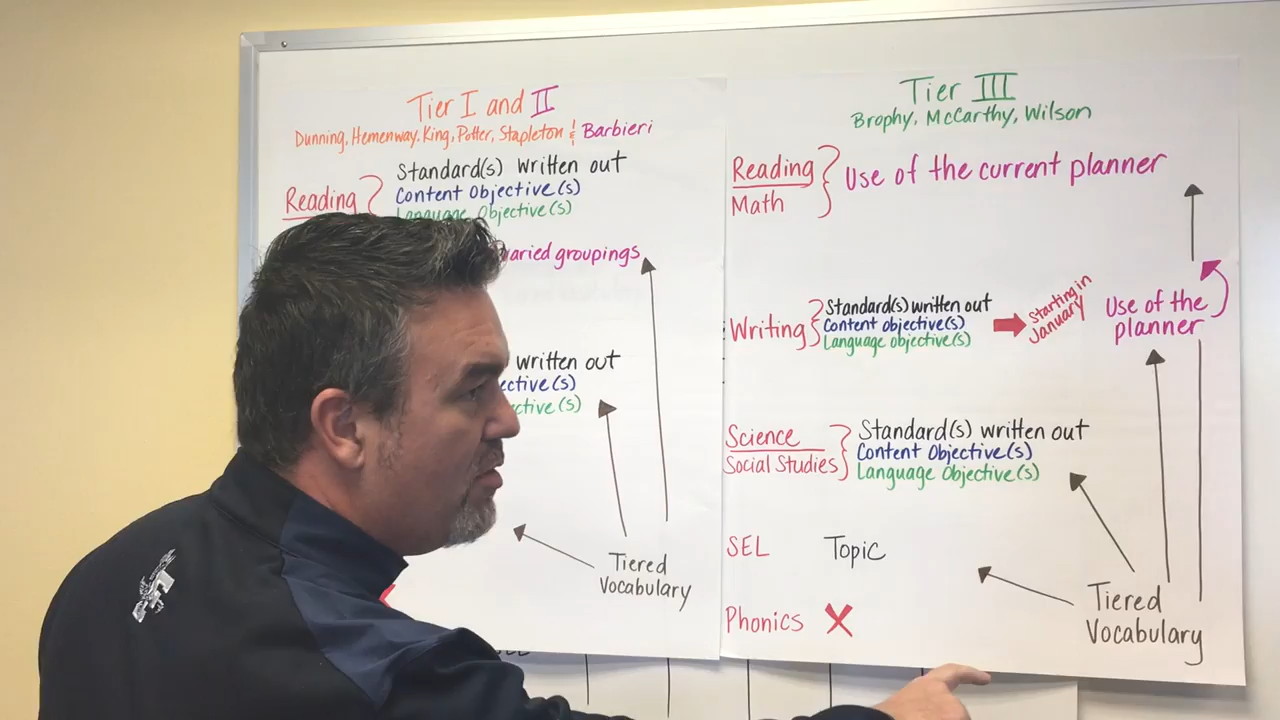 Tier I and II
Dunning, Hemenway, King, Potter, Stapleton & Barbieri
Standard(s) written out
Reading
Content Objective(s)
Language Objective(s)
varied groupings
written out
ective(s)
ctive(s)
Tiered
Vocabulary
Tier III
Brophy, McCarthy, Wilson
Reading
Math
Use of the current planner
Writing
Standard(s) written out
Content objective(s)
Language objective(s)
Starting in
January
Use of the
planner
Science
Social Studies
Standard(s) written out
Content Objective(s)
Language Objective(s)
SEL
Topic
Phonics X
Tiered
Vocabulary